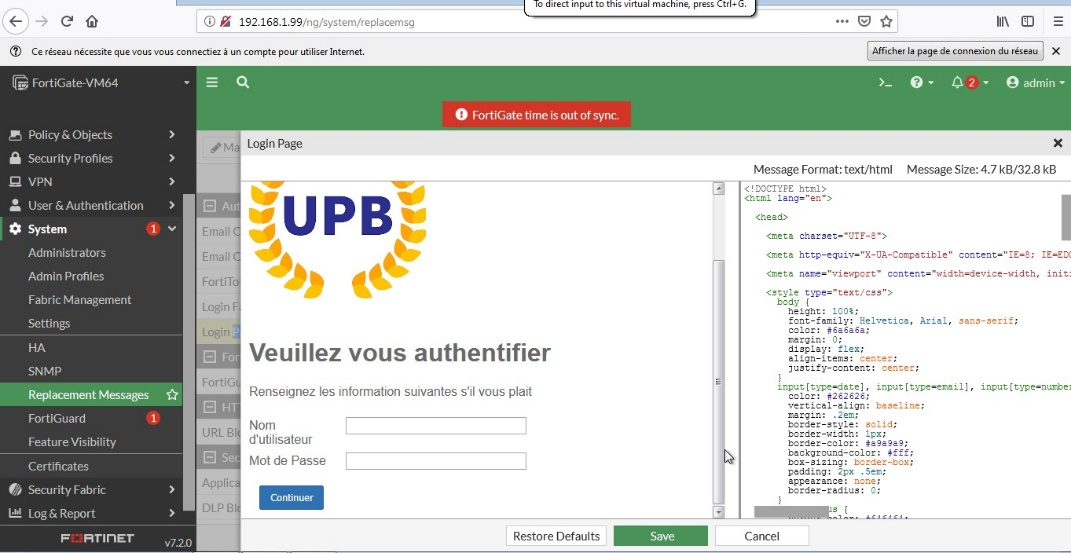 To direct input to this virtual machine, press Ctrl+G.
192.168.1.99/ng/system/replacemsg
Ce réseau nécessite que vous vous connectiez à un compte pour utiliser Internet.
Afficher la page de connexion du réseau
FortiGate-VM64
admin
2
FortiGate time is out of sync.
Policy & Objects
Security Profiles
VPN
User & Authentication
System
1
Administrators
Admin Profiles
Fabric Management
Settings
HA
SNMP
Replacement Messages
FortiGuard
1
Feature Visibility
Certificates
Security Fabric
Log & Report
FORTINET
v7.2.0
Login Page
Message Format: text/html Message Size: 4.7 kB/32.8 kB
UPB
Veuillez vous authentifier
Renseignez les information suivantes s'il vous plait
Nom
d'utilisateur
Mot de Passe
Continuer
<!DOCTYPE html>
<html lang="en">
<head>
<meta charset="UTF-8">
<meta http-equiv="X-UA-Compatible" content="IE=8; IE=EDG
<meta name="viewport" content="width=device-width, initi
<style type="text/css">
body {
height: 100%;
font-family: Helvetica, Arial, sans-serif;
color: #6a6a6a;
margin: 0;
display: flex;
align-items: center;
justify-content: center;
}
input[type=date], input[type=email], input[type=number
color: #262626;
vertical-align: baseline;
margin: .2em;
border-style: solid;
border-width: 1px;
border-color: #a9a9a9;
background-color: #fff;
box-sizing: border-box;
padding: 2px .5em;
appearance: none;
border-radius: 0;
}
Restore Defaults
Save
Cancel